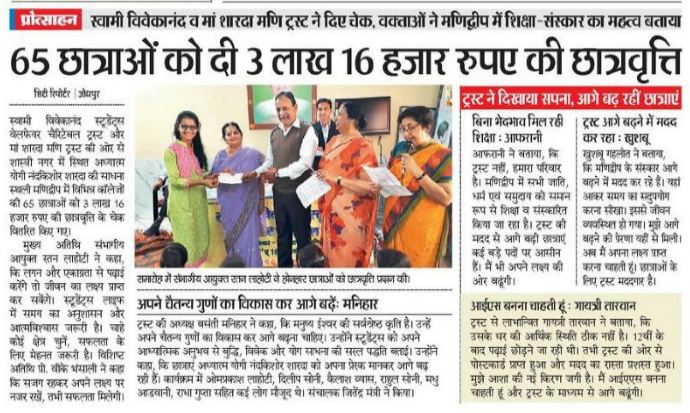 प्रोत्साहन
स्वामी विवेकानंद व मां शारदा मणि ट्रस्ट ने दिए चेक, वक्ताओं ने मणिद्वीप में शिक्षा-संस्कार का महत्व बताया
65 छात्राओं को दी 3 लाख 16 हजार रुपए की छात्रवृत्ति
सिटी रिपोर्टर | जोधपुर
स्वामी विवेकानंद स्टूडेंट्स
वेलफेयर चैरिटेबल ट्रस्ट और
मां शारदा मणि ट्रस्ट की ओर से
शास्त्री नगर में स्थित अध्यात्म
योगी नंदकिशोर शारदा की साधना
स्थली मणिद्वीप में विभिन्न कॉलेजों
की 65 छात्राओं को 3 लाख 16
हजार रुपए की छात्रवृत्ति के चेक
वितरित किए गए।
मुख्य अतिथि संभागीय
आयुक्त रतन लाहोटी ने कहा,
कि लगन और एकाग्रता से पढ़ाई
करेंगे तो जीवन का लक्ष्य प्राप्त
कर सकेंगे। स्टूडेंट्स लाइफ
में समय का अनुशासन और
आत्मविश्वास जरूरी है। चाहे
कोई क्षेत्र चुनें, सफलता के
लिए मेहनत जरूरी है। विशिष्ट
अतिथि प्रो. वीके भंसाली ने कहा
कि सजग रहकर अपने लक्ष्य पर
नजर रखें, तभी सफलता मिलेगी।
समारोह में संभागीय आयुक्त रतन लाहोटी ने होनहार छात्राओं को छात्रवृत्ति प्रदान की।
अपने चैतन्य गुणों का विकास कर आगे बढ़ें: मनिहार
ट्रस्ट की अध्यक्ष बसंती मनिहार ने कहा, कि मनुष्य ईश्वर की सर्वश्रेष्ठ कृति है। उन्हें
अपने चैतन्य गुणों का विकास कर आगे बढ़ना चाहिए। उन्होंने स्टूडेंट्स को अपने
आध्यात्मिक अनुभव से बुद्धि, विवेक और योग साधना की सरल पद्धति बताई। उन्होंने
कहा, कि छात्राएं अध्यात्म योगी नंदकिशोर शारदा को अपना प्रेरक मानकर आगे बढ़
रही हैं। कार्यक्रम में ओमप्रकाश लाहोटी, दिलीप सोनी, कैलाश व्यास, राहुल सोनी, मधु
आडवानी, राधा गुप्ता सहित कई लोग मौजूद थे। संचालक जितेंद्र मंत्री ने किया।
ट्रस्ट ने दिखाया सपना, आगे बढ़ रहीं छात्राएं
बिना भेदभाव मिल रही
शिक्षा : आफरानी
आफरानी ने बताया, कि
ट्रस्ट नहीं, हमारा परिवार
है। मणिद्वीप में सभी जाति,
धर्म एवं समुदाय को समान
रूप से शिक्षा व संस्कारित
किया जा रहा है। ट्रस्ट की
मदद से आगे बढ़ी छात्राएं
कई बड़े पदों पर आसीन
हैं। मैं भी अपने लक्ष्य की
ओर बढ़ूंगी।
ट्रस्ट आगे बढ़ने में मदद
कर रहा : खुशबू
खुशबू गहलोत ने बताया,
कि मणिद्वीप के संस्कार आगे
बढ़ने में मदद कर रहे हैं। यहां
आकर समय का सदुपयोग
करना सीखा। इससे जीवन
व्यवस्थित हो गया। मुझे आगे
बढ़ने की प्रेरणा यहीं से मिली।
अब मैं अपना लक्ष्य प्राप्त
करना चाहती हूं। छात्राओं के
लिए ट्रस्ट मददगार है।
आईएस बनना चाहती हूं : गायत्री तारवान
ट्रस्ट से लाभान्वित गायत्री तारवान ने बताया, कि
उसके घर की आर्थिक स्थिति ठीक नहीं है। 12वीं के
बाद पढ़ाई छोड़ने जा रही थी। तभी ट्रस्ट की ओर से
पोस्टकार्ड प्राप्त हुआ और मदद का रास्ता प्रशस्त हुआ।
मुझे आशा की नई किरण जगी है। मैं आईएएस बनना
चाहती हूं और ट्रस्ट के माध्यम से आगे बढूंगी।